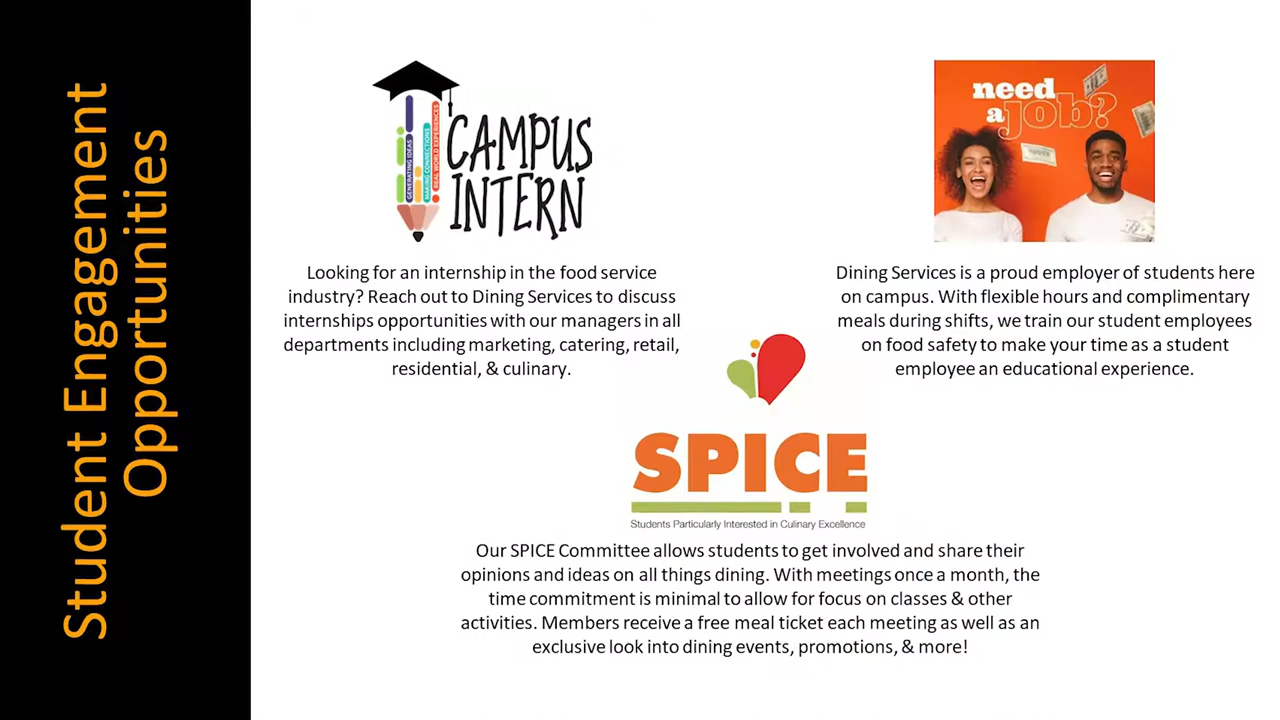 Student Engagement
Opportunities
GENERATING IDEAS
MAKING CONNECTIONS
REAL WORLD EXPERIENCES
CAMPUS
INTERN
Looking for an internship in the food service
industry? Reach out to Dining Services to discuss
internships opportunities with our managers in all
departments including marketing, catering, retail,
residential, & culinary.
need
a job?
Dining Services is a proud employer of students here
on campus. With flexible hours and complimentary
meals during shifts, we train our student employees
on food safety to make your time as a student
employee an educational experience.
SPICE
Students Particularly Interested in Culinary Excellence
Our SPICE Committee allows students to get involved and share their
opinions and ideas on all things dining. With meetings once a month, the
time commitment is minimal to allow for focus on classes & other
activities. Members receive a free meal ticket each meeting as well as an
exclusive look into dining events, promotions, & more!